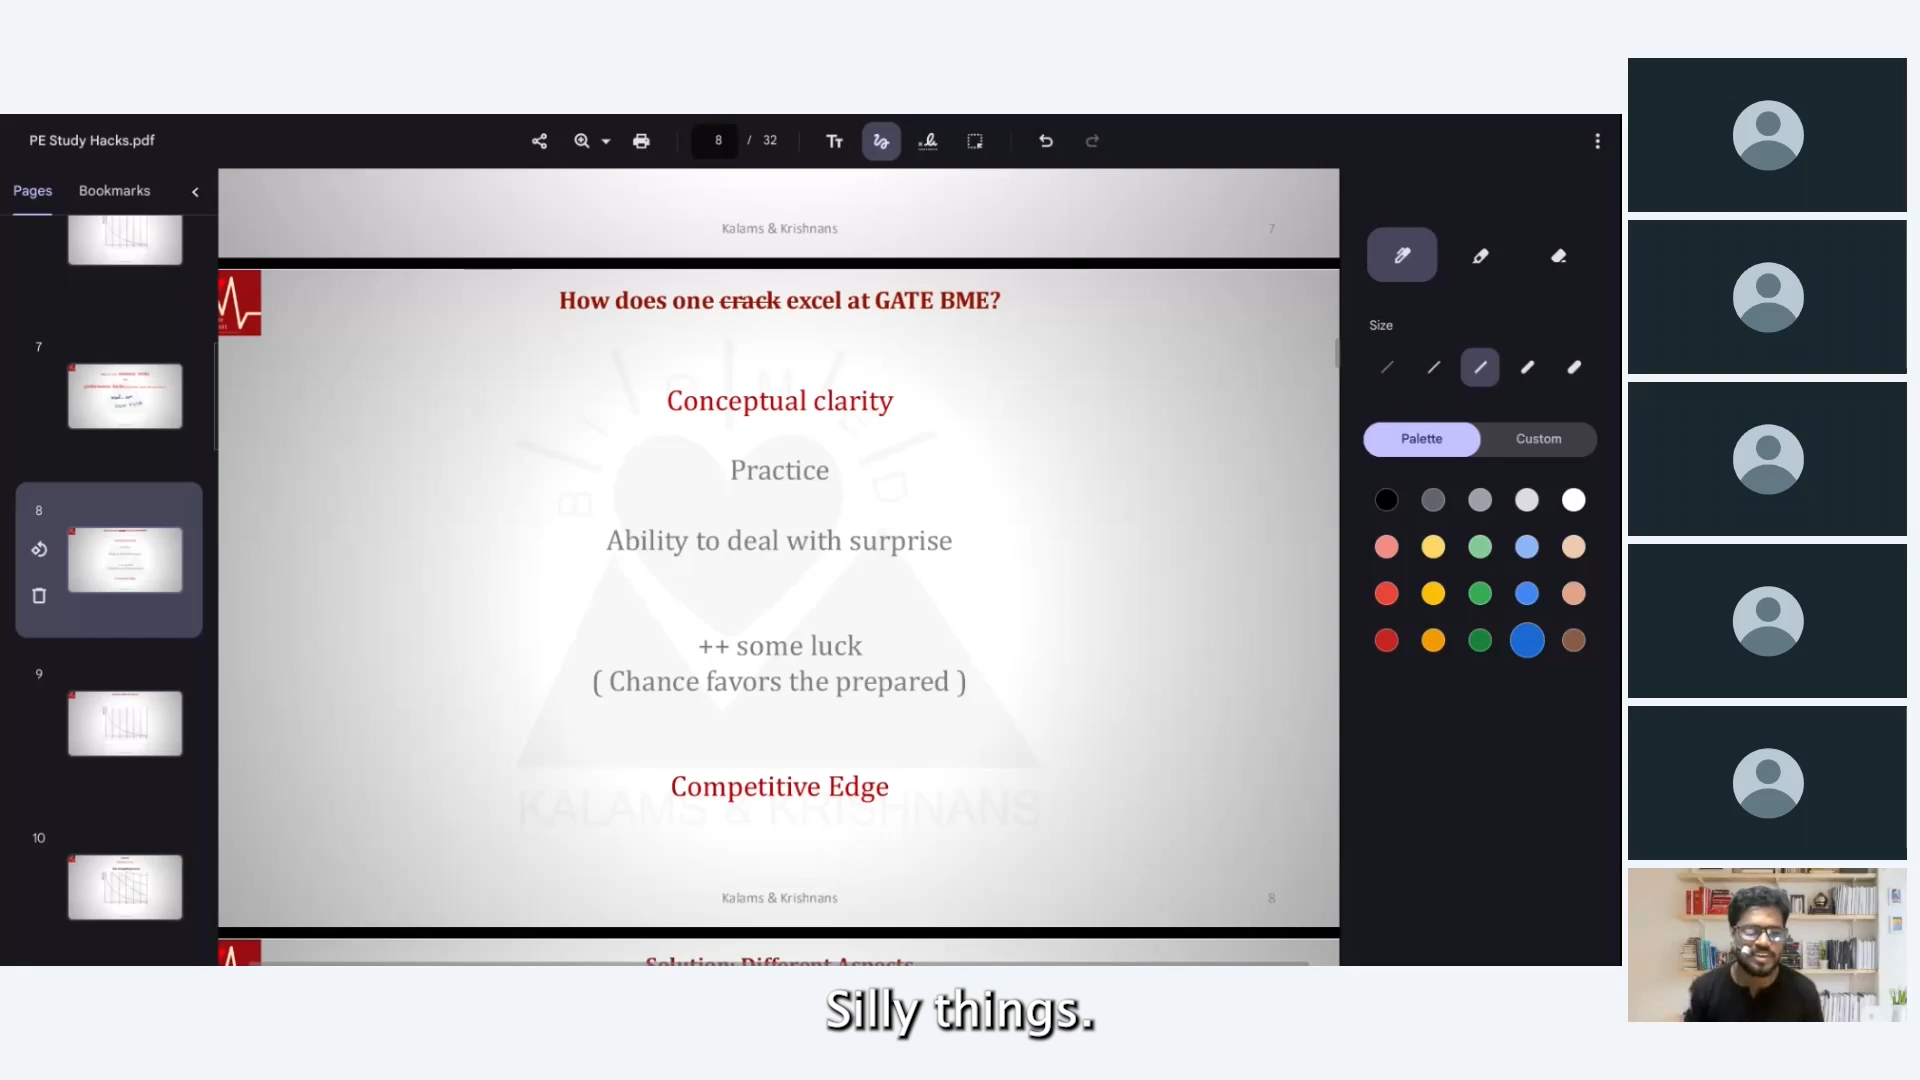 PE Study Hacks.pdf
8 / 32
Pages
Bookmarks
Kalams & Krishnans
7
How does one crack excel at GATE BME?
Conceptual clarity
Practice
Ability to deal with surprise
++ some luck
( Chance favors the prepared )
Competitive Edge
KALAMS & KRISHNANS
Kalams & Krishnans
8
Solution: Different Aspects
7
8
9
10
Size
Palette
Custom
Silly things.